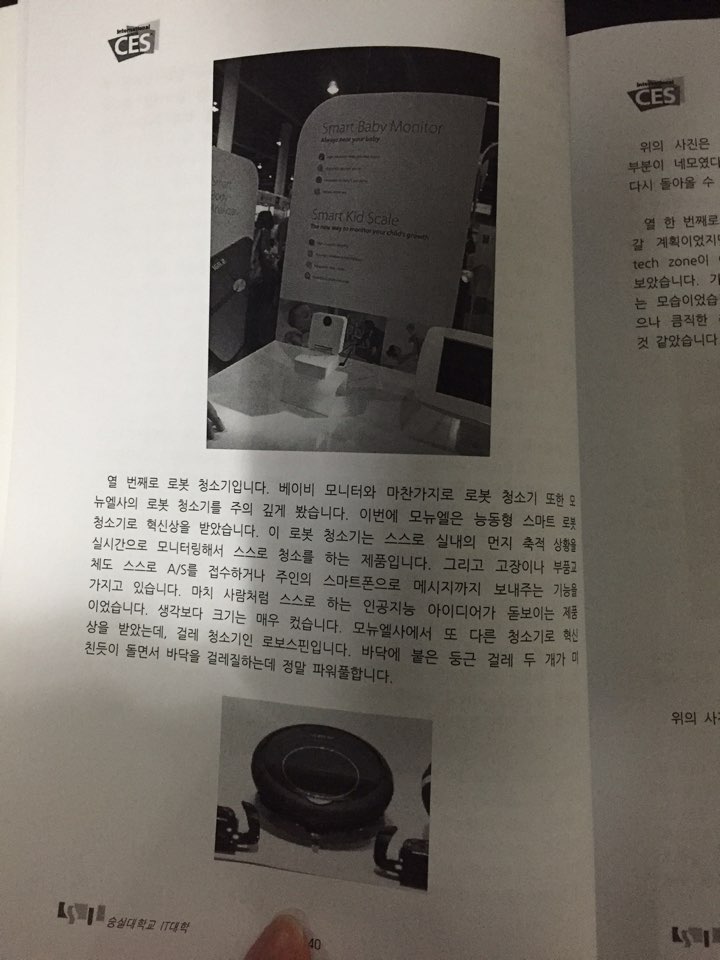 International
CES
Smart Baby Monitor
Always near your baby
Smart Kid Scale
The new way to monitor your child's growth
Smart
Body
열 번째로 로봇 청소기입니다. 베이비 모니터와 마찬가지로 로봇 청소기 또한 모
뉴엘사의 로봇 청소기를 주의 깊게 봤습니다. 이번에 모뉴엘은 능동형 스마트 로봇
청소기로 혁신상을 받았습니다. 이 로봇 청소기는 스스로 실내의 먼지 축적 상황을
실시간으로 모니터링해서 스스로 청소를 하는 제품입니다. 그리고 고장이나 부품교
체도 스스로 A/S를 접수하거나 주인의 스마트폰으로 메시지까지 보내주는 기능을
가지고 있습니다. 마치 사람처럼 스스로 하는 인공지능 아이디어가 돋보이는 제품
이었습니다. 생각보다 크기는 매우 컸습니다. 모뉴엘사에서 또 다른 청소기로 혁신
상을 받았는데, 걸레 청소기인 로보스핀입니다. 바닥에 붙은 둥근 걸레 두 개가 미
친듯이 돌면서 바닥을 걸레질하는데 정말 파워풀합니다.
숭실대학교 IT대학
40
International
CES
위의 사진은
부분이 네모였다
다시 돌아올 수
열 한 번째로
갈 계획이었지만
tech zone이
보았습니다. 가
는 모습이었습
으나 큼직한
것 같았습니다
위의 사진